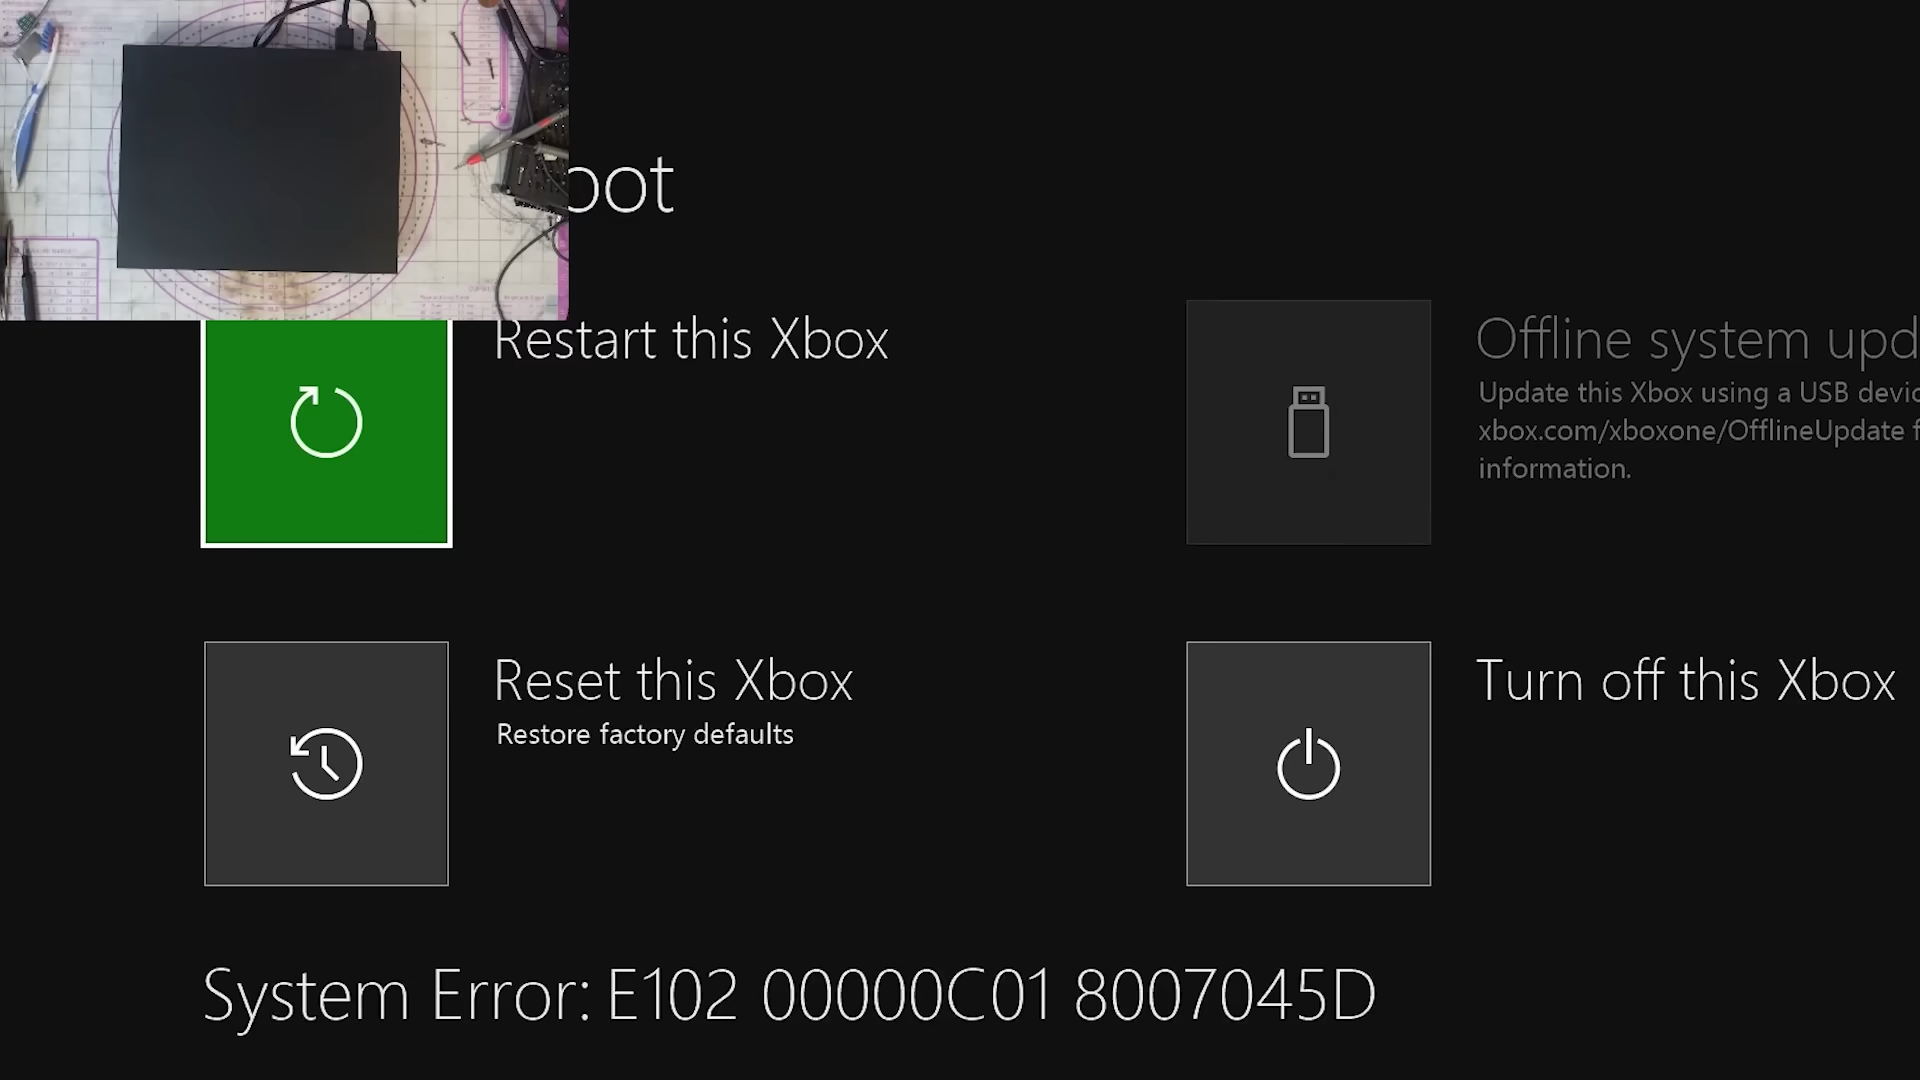 oot
Restart this Xbox
Offline system upd
Update this Xbox using a USB devic
xbox.com/xboxone/OfflineUpdate f
information.
Reset this Xbox
Restore factory defaults
Turn off this Xbox
System Error: E102 00000C01 8007045D